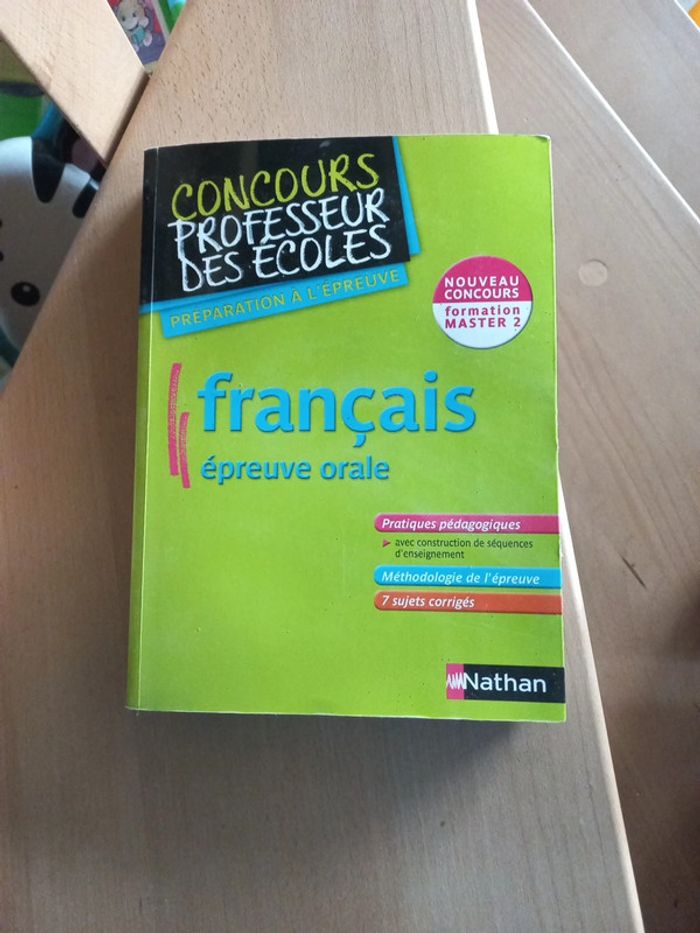 CONCOURS
PROFESSEUR
DES ÉCOLES
PRÉPARATION À L'ÉPREUVE
NOUVEAU
CONCOURS
formation
MASTER 2
français
épreuve orale
Pratiques pédagogiques
avec construction de séquences
d'enseignement
Méthodologie de l'épreuve
7 sujets corrigés
Nathan